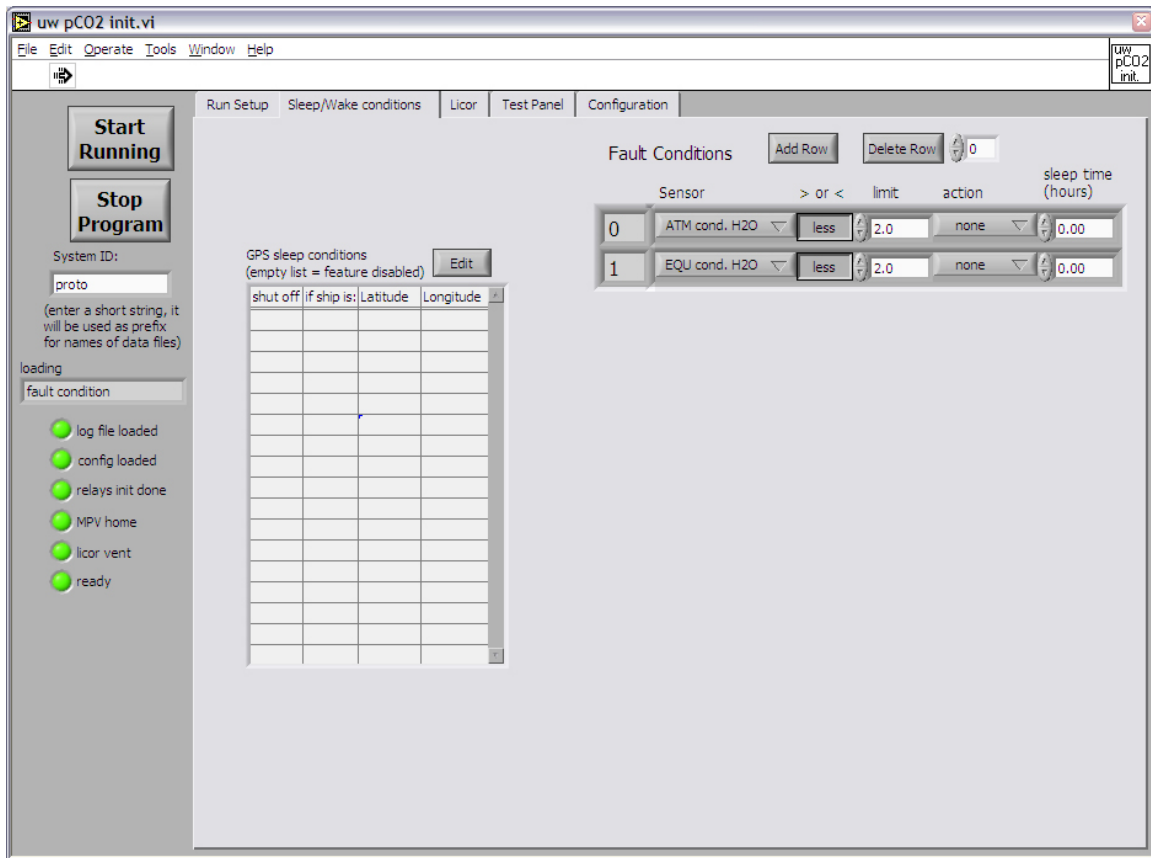 uw pCO2 init.vi
File Edit Operate Tools Window Help
uw
pCO2
init.
Start
Running
Stop
Program
System ID:
proto
(enter a short string, it
will be used as prefix
for names of data files)
loading
fault condition
log file loaded
config loaded
relays init done
MPV home
licor vent
ready
Run Setup Sleep/Wake conditions Licor Test Panel Configuration
GPS sleep conditions
(empty list = feature disabled)
Edit
shut off if ship is: Latitude Longitude
Fault Conditions Add Row Delete Row 0
Sensor > or < limit action sleep time
(hours)
0 ATM cond. H2O less 2.0 none 0.00
1 EQU cond. H2O less 2.0 none 0.00